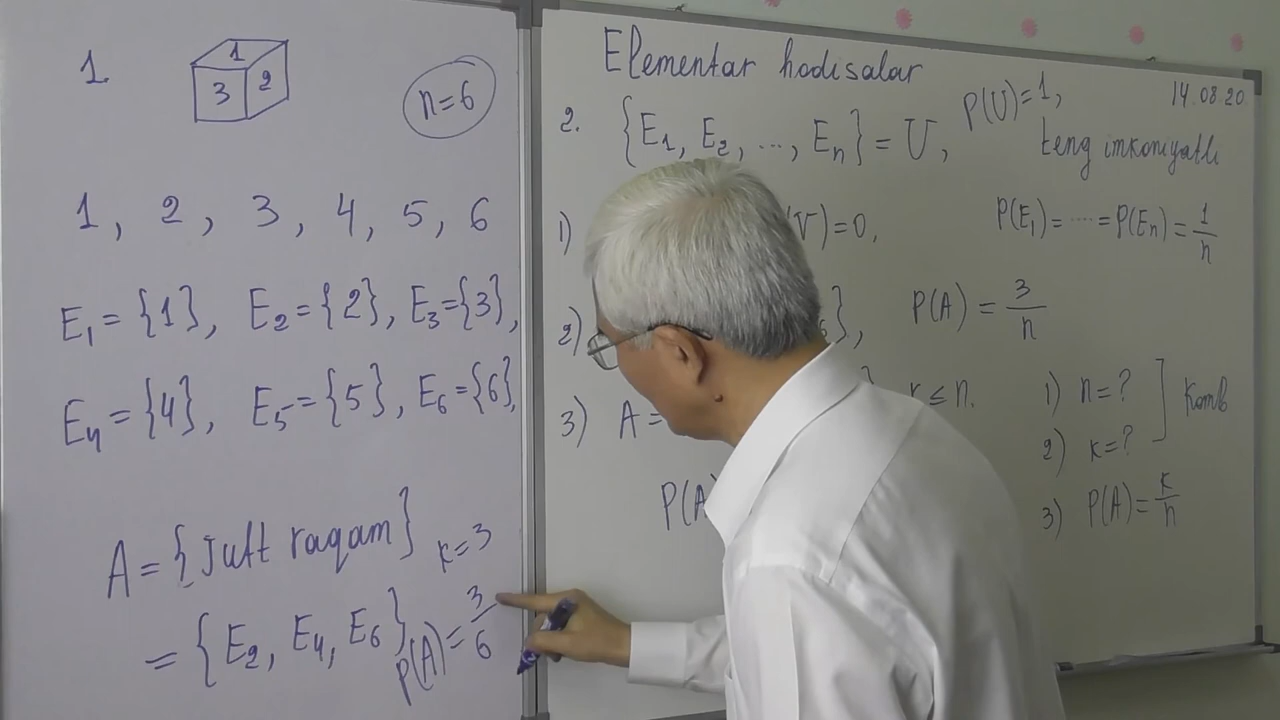 1.
1
3 2
n=6
1, 2, 3, 4, 5, 6
E₁ = {1}, E₂ = {2}, E₃ = {3},
E₄ = {4}, E₅ = {5}, E₆ = {6},
A = {Juft raqam} k=3
= {E₂, E₄, E₆}
P(A) = 3/6
Elementar hodisalar
14.08.20
2. {E₁, E₂, ..., Eₙ} = U, P(U)=1,
teng imkoniyatli
1) (V)=0, P(E₁)= ... =P(Eₙ)= 1/n
2) }, P(A) = 3/n
3) A = ≤ n.
P(A
1) n=?
2) k=?
] Komb
3) P(A)= k/n